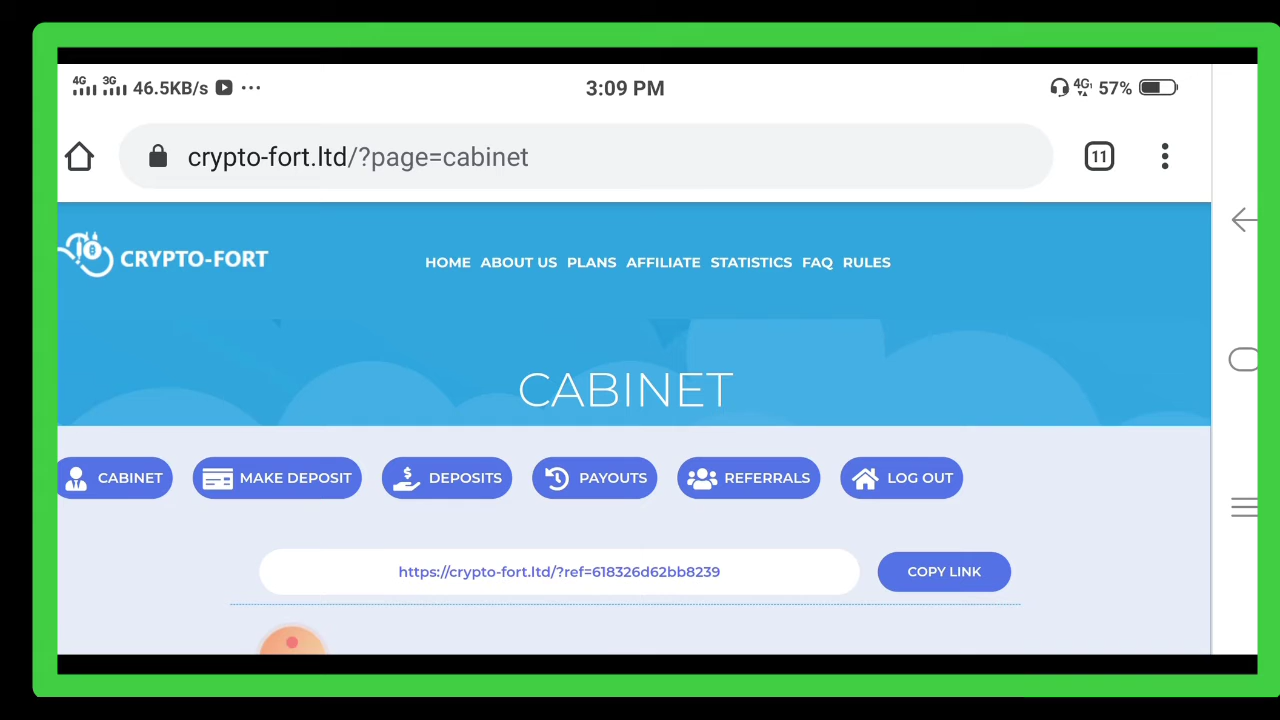 4G 3G 46.5KB/s ··· 3:09 PM 4G 57%
crypto-fort.ltd/?page=cabinet 11
CRYPTO-FORT HOME ABOUT US PLANS AFFILIATE STATISTICS FAQ RULES
CABINET
CABINET MAKE DEPOSIT DEPOSITS PAYOUTS REFERRALS LOG OUT
https://crypto-fort.ltd/?ref=618326d62bb8239 COPY LINK